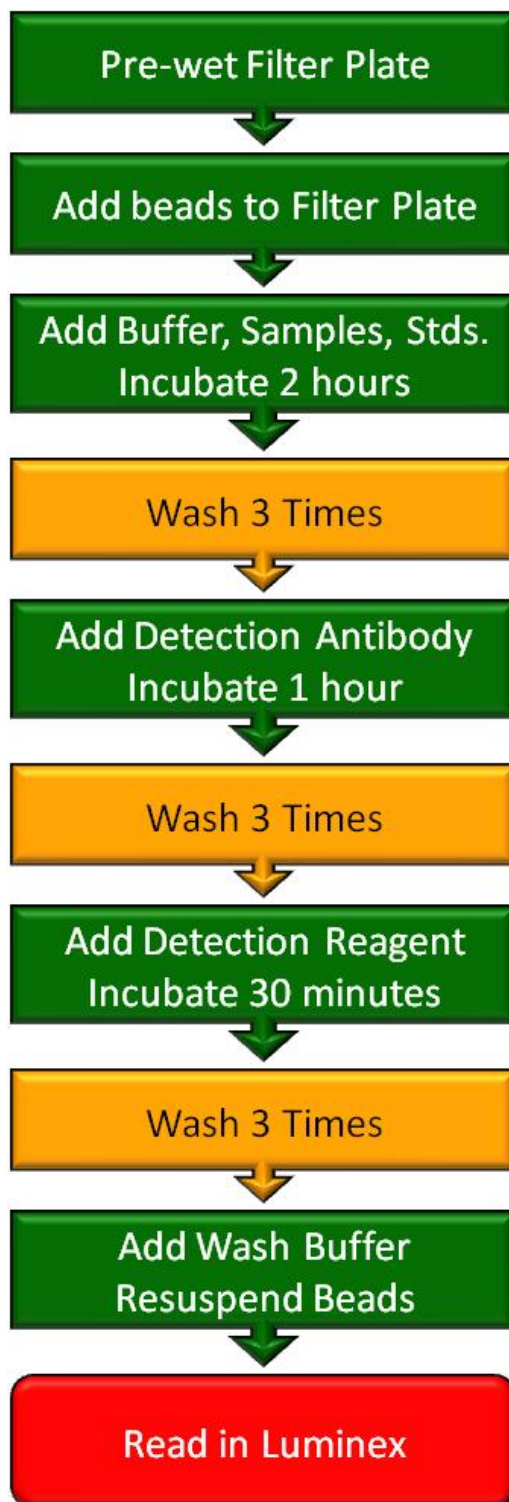 Pre-wet Filter Plate
Add beads to Filter Plate
Add Buffer, Samples, Stds.
Incubate 2 hours
Wash 3 Times
Add Detection Antibody
Incubate 1 hour
Wash 3 Times
Add Detection Reagent
Incubate 30 minutes
Wash 3 Times
Add Wash Buffer
Resuspend Beads
Read in Luminex